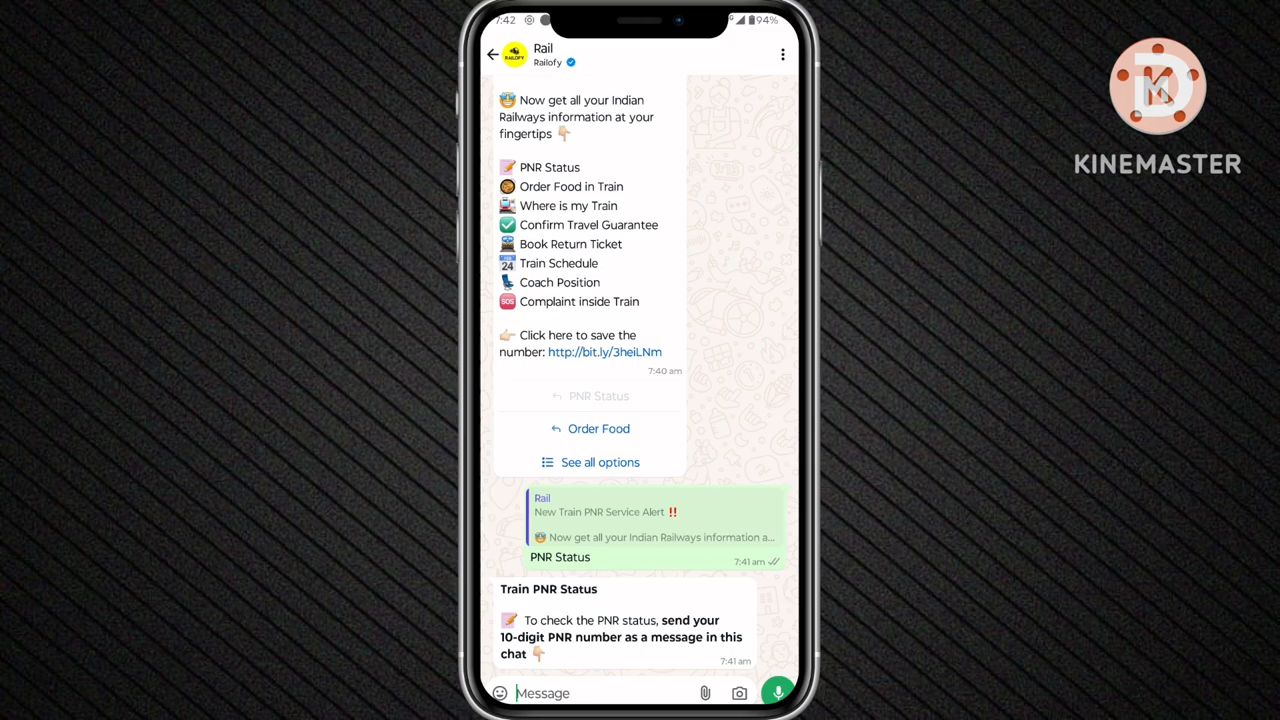 7:42
94%
Rail
Railofy
RAILOFY
Now get all your Indian
Railways information at your
fingertips
PNR Status
Order Food in Train
Where is my Train
Confirm Travel Guarantee
Book Return Ticket
24 Train Schedule
Coach Position
SOS Complaint inside Train
Click here to save the
number: http://bit.ly/3heiLNm
7:40 am
PNR Status
Order Food
See all options
Rail
New Train PNR Service Alert ‼️
Now get all your Indian Railways information a...
PNR Status
7:41 am
Train PNR Status
To check the PNR status, send your
10-digit PNR number as a message in this
chat
7:41 am
Message
KINEMASTER